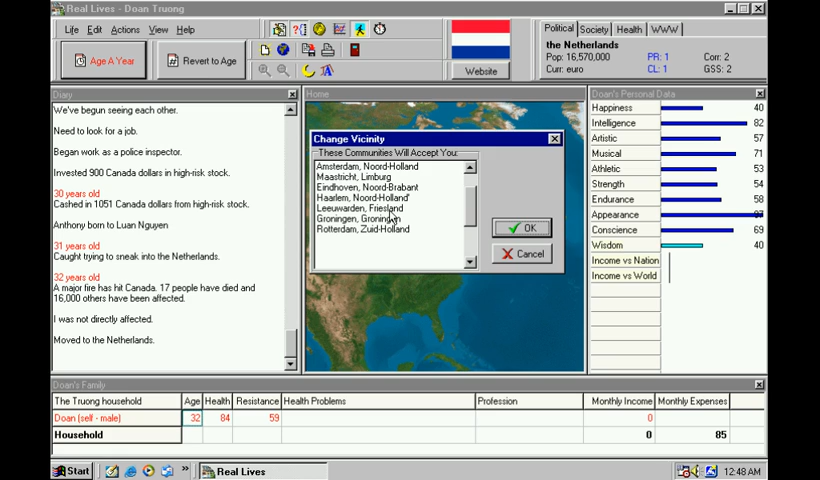 Real Lives - Doan Truong
Life Edit Actions View Help
Age A Year
Revert to Age
Website
Political Society Health WWW
the Netherlands
Pop: 16,570,000 PR: 1 Corr: 2
Curr: euro CL: 1 GSS: 2
Diary
We've begun seeing each other.
Need to look for a job.
Began work as a police inspector.
Invested 900 Canada dollars in high-risk stock.
30 years old
Cashed in 1051 Canada dollars from high-risk stock.
Anthony born to Luan Nguyen
31 years old
Caught trying to sneak into the Netherlands.
32 years old
A major fire has hit Canada. 17 people have died and
16,000 others have been affected.
I was not directly affected.
Moved to the Netherlands.
Home
Change Vicinity
These Communities Will Accept You:
Amsterdam, Noord-Holland
Maastricht, Limburg
Eindhoven, Noord-Brabant
Haarlem, Noord-Holland'
Leeuwarden, Friesland
Groningen, Groningen
Rotterdam, Zuid-Holland
OK
Cancel
Doan's Personal Data
Happiness 40
Intelligence 82
Artistic 57
Musical 71
Athletic 53
Strength 54
Endurance 58
Appearance
Conscience 69
Wisdom 40
Income vs Nation
Income vs World
Doan's Family
The Truong household Age Health Resistance Health Problems Profession Monthly Income Monthly Expenses
Doan (self - male) 32 84 59 0
Household 0 85
Start
»
Real Lives
12:48 AM